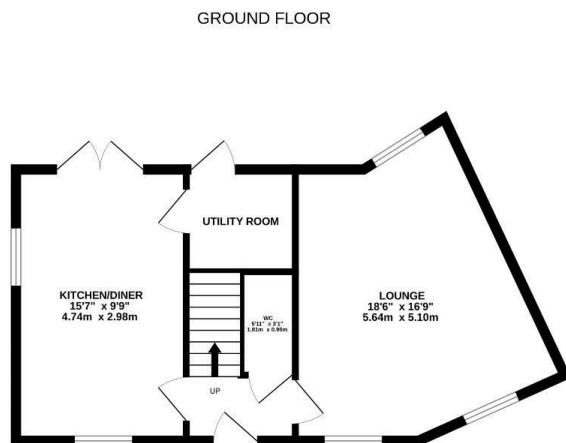 GROUND FLOOR
UTILITY ROOM
KITCHEN/DINER
15'7" x 9'9"
4.74m x 2.98m
WC
5'11" x 3'1"
1.81m x 0.95m
LOUNGE
18'6" x 16'9"
5.64m x 5.10m
UP